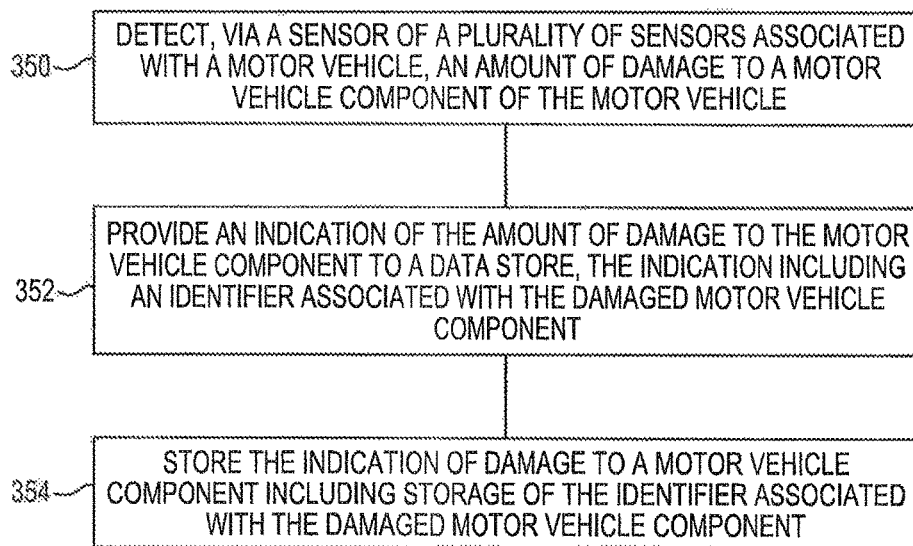 350
DETECT, VIA A SENSOR OF A PLURALITY OF SENSORS ASSOCIATED
WITH A MOTOR VEHICLE, AN AMOUNT OF DAMAGE TO A MOTOR
VEHICLE COMPONENT OF THE MOTOR VEHICLE
352
PROVIDE AN INDICATION OF THE AMOUNT OF DAMAGE TO THE MOTOR
VEHICLE COMPONENT TO A DATA STORE, THE INDICATION INCLUDING
AN IDENTIFIER ASSOCIATED WITH THE DAMAGED MOTOR VEHICLE
COMPONENT
354
STORE THE INDICATION OF DAMAGE TO A MOTOR VEHICLE
COMPONENT INCLUDING STORAGE OF THE IDENTIFIER ASSOCIATED
WITH THE DAMAGED MOTOR VEHICLE COMPONENT